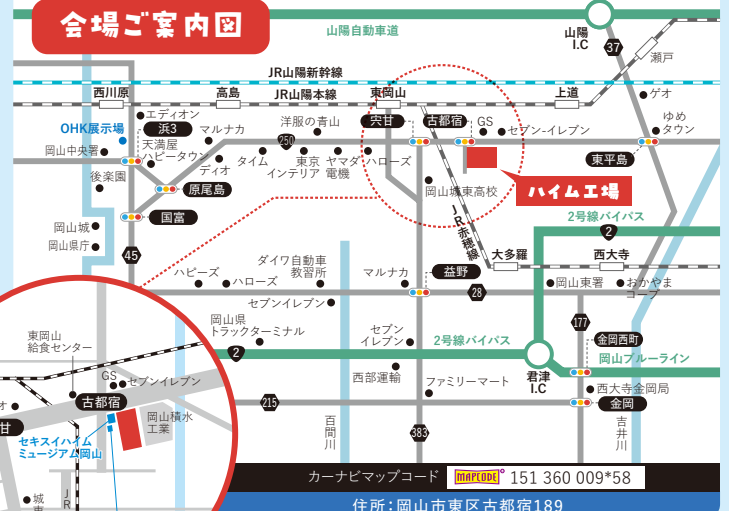 会場ご案内図
山陽自動車道
山陽
I.C
37
瀬戸
JR山陽新幹線
西川原
高島
JR山陽本線
東岡山
上道
ゲオ
エディオン
OHK展示場
浜3
マルナカ
洋服の青山
250
宍甘
古都宿
GS
セブン-イレブン
ゆめ
タウン
岡山中央署
天満屋
ハピータウン
ディオ
タイム
東京
インテリア
ヤマダ
電機
ハローズ
東平島
後楽園
原尾島
岡山城東高校
ハイム工場
国富
JR赤穂線
2号線バイパス
2
岡山城
岡山県庁
45
大多羅
西大寺
ハピーズ
ハローズ
ダイワ自動車
教習所
マルナカ
益野
28
岡山東署
おかやま
コープ
セブンイレブン
177
岡山県
トラックターミナル
セブン
イレブン
2号線バイパス
2
金岡西町
岡山ブルーライン
東岡山
給食センター
西部運輸
ファミリーマート
君津
I.C
西大寺金岡局
金岡
GS
セブンイレブン
古都宿
215
百間川
383
吉井川
オ
甘
岡山積水
工業
セキスイハイム
ミュージアム岡山
城
JR
カーナビマップコード
MAPCODE
151 360 009*58
住所:岡山市東区古都宿189